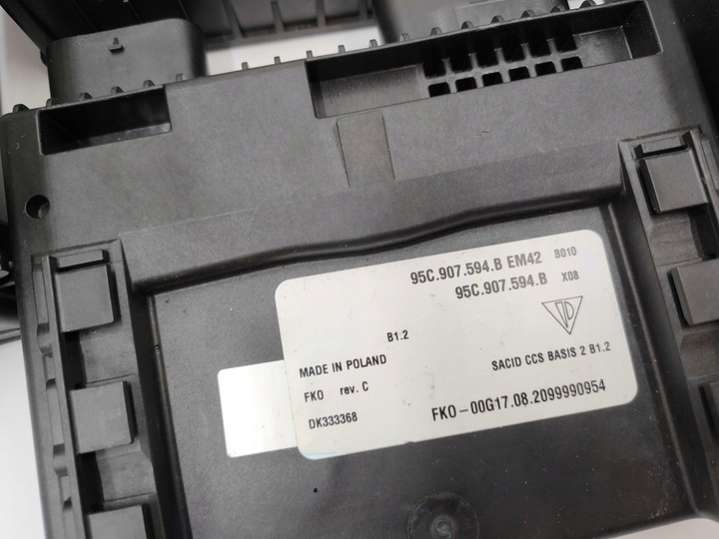 95C.907.594.B EM42 B010
95C.907.594.B X08
B1.2
MADE IN POLAND
SACID CCS BASIS 2 B1.2
FKO rev. C
FKO-00G17.08.2099990954
DK333368